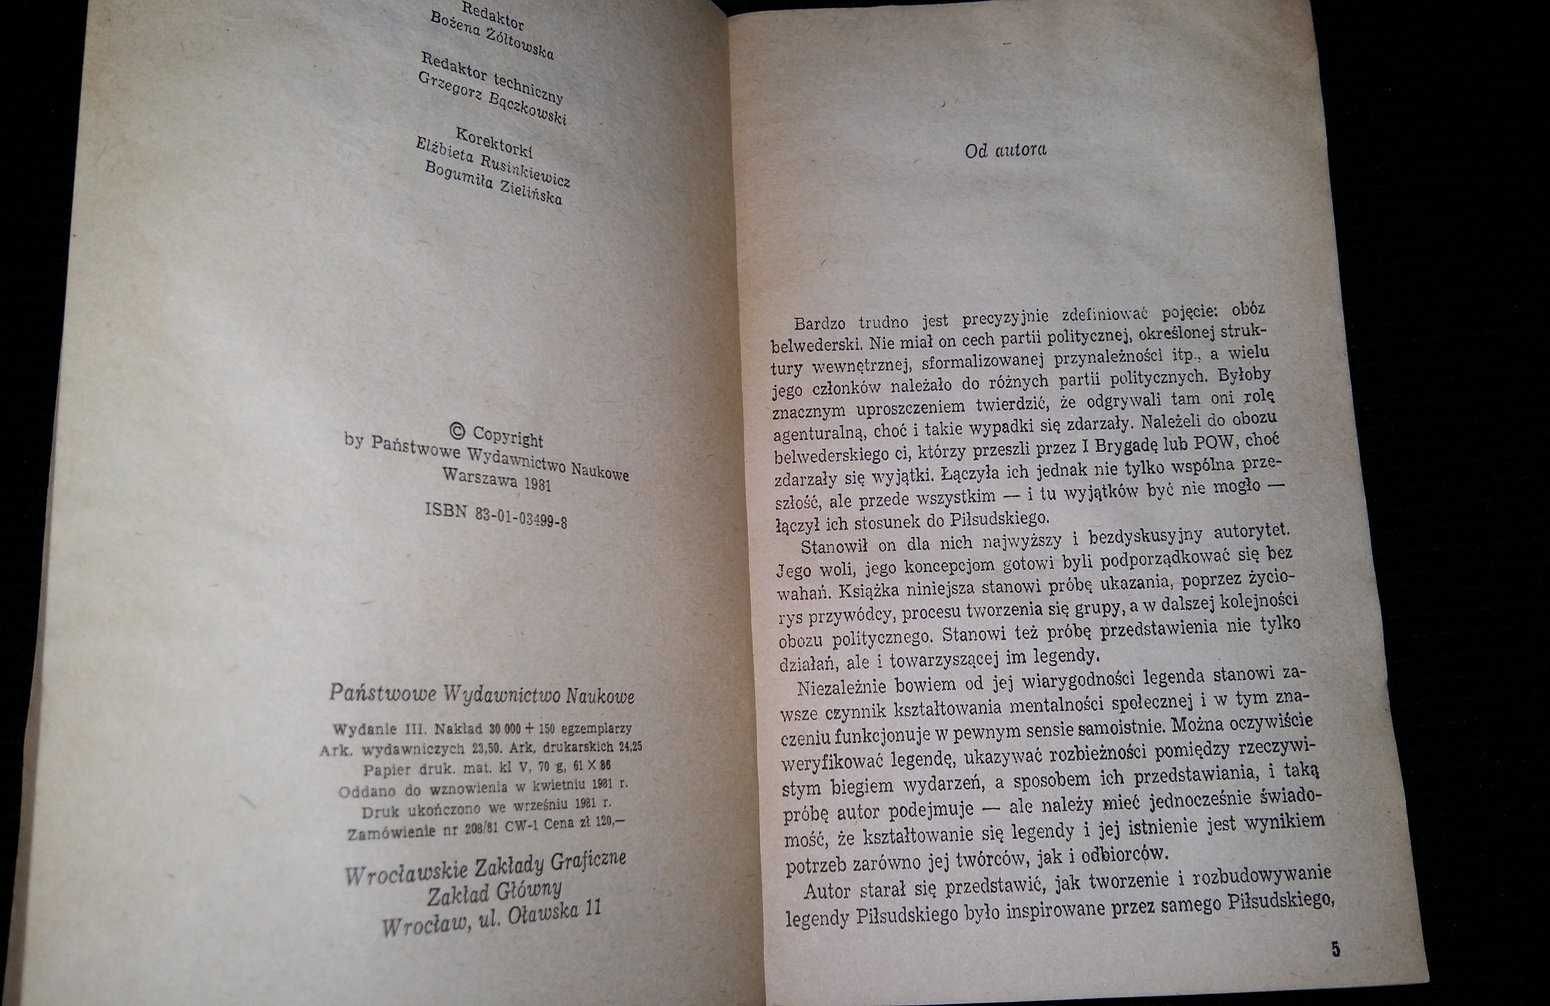 Redaktor
Bożena Żółtowska
Redaktor techniczny
Grzegorz Bączkowski
Korektorki
Elżbieta Rusinkiewicz
Bogumiła Zielińska
© Copyright
by Państwowe Wydawnictwo Naukowe
Warszawa 1981
ISBN 83-01-03499-8
Państwowe Wydawnictwo Naukowe
Wydanie III. Nakład 30 000 + 150 egzemplarzy
Ark. wydawniczych 23,50. Ark. drukarskich 24,25
Papier druk. mat. kl V, 70 g, 61 X 86
Oddano do wznowienia w kwietniu 1981 r.
Druk ukończono we wrześniu 1981 r.
Zamówienie nr 208/81 CW-1 Cena zł 120,—
Wrocławskie Zakłady Graficzne
Zakład Główny
Wrocław, ul. Oławska 11
Od autora
Bardzo trudno jest precyzyjnie zdefiniować pojęcie: obóz
belwederski. Nie miał on cech partii politycznej, określonej struk-
tury wewnętrznej, sformalizowanej przynależności itp., a wielu
jego członków należało do różnych partii politycznych. Byłoby
znacznym uproszczeniem twierdzić, że odgrywali tam oni rolę
agenturalną, choć i takie wypadki się zdarzały. Należeli do obozu
belwederskiego ci, którzy przeszli przez I Brygadę lub POW, choć
zdarzały się wyjątki. Łączyła ich jednak nie tylko wspólna prze-
szłość, ale przede wszystkim — i tu wyjątków być nie mogło —
łączył ich stosunek do Piłsudskiego.
Stanowił on dla nich najwyższy i bezdyskusyjny autorytet.
Jego woli, jego koncepcjom gotowi byli podporządkować się bez
wahań. Książka niniejsza stanowi próbę ukazania, poprzez życio-
rys przywódcy, procesu tworzenia się grupy, a w dalszej kolejności
obozu politycznego. Stanowi też próbę przedstawienia nie tylko
działań, ale i towarzyszącej im legendy.
Niezależnie bowiem od jej wiarygodności legenda stanowi za-
wsze czynnik kształtowania mentalności społecznej i w tym zna-
czeniu funkcjonuje w pewnym sensie samoistnie. Można oczywiście
weryfikować legendę, ukazywać rozbieżności pomiędzy rzeczywi-
stym biegiem wydarzeń, a sposobem ich przedstawiania, i taką
próbę autor podejmuje — ale należy mieć jednocześnie świado-
mość, że kształtowanie się legendy i jej istnienie jest wynikiem
potrzeb zarówno jej twórców, jak i odbiorców.
Autor starał się przedstawić, jak tworzenie i rozbudowywanie
legendy Piłsudskiego było inspirowane przez samego Piłsudskiego,
5